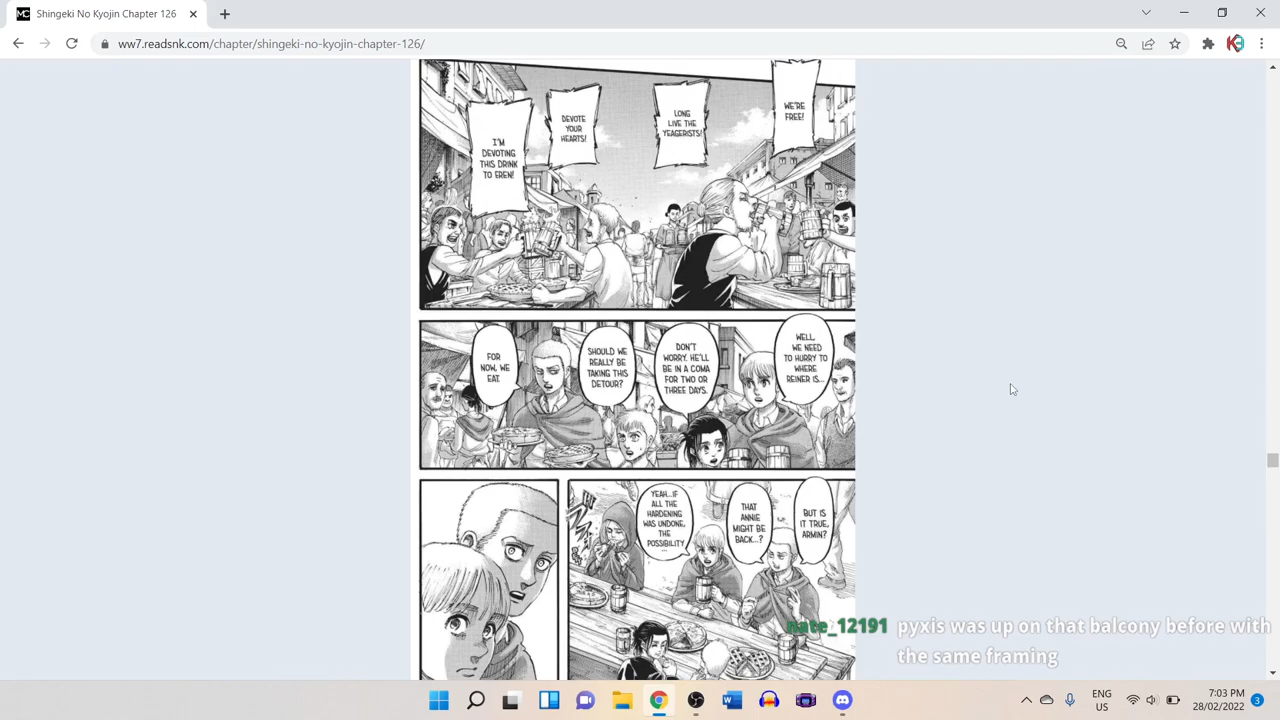 Shingeki No Kyojin Chapter 126
ww7.readsnk.com/chapter/shingeki-no-kyojin-chapter-126/
WE'RE
FREE!
LONG
LIVE THE
YEAGERISTS!
DEVOTE
YOUR
HEARTS!
I'M
DEVOTING
THIS DRINK
TO EREN!
WELL,
WE NEED
TO HURRY TO
WHERE
REINER IS...
DON'T
WORRY. HE'LL
BE IN A COMA
FOR TWO OR
THREE DAYS.
SHOULD WE
REALLY BE
TAKING THIS
DETOUR?
FOR
NOW, WE
EAT.
BUT IS
IT TRUE,
ARMIN?
THAT
ANNIE
MIGHT BE
BACK...?
YEAH...IF
ALL THE
HARDENING
WAS UNDONE,
THE
POSSIBILITY
...
nate_12191 pyxis was up on that balcony before with
the same framing
7:03 PM
28/02/2022
3